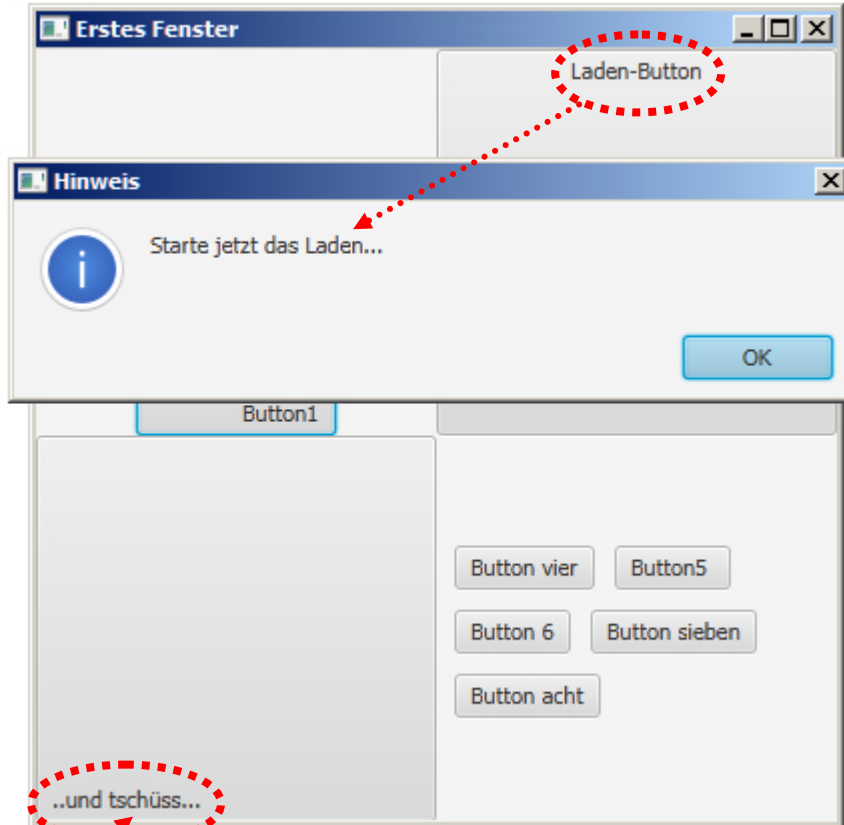 Erstes Fenster
Laden-Button
Hinweis
Starte jetzt das Laden...
OK
Button1
Button vier
Button5
Button 6
Button sieben
Button acht
..und tschüss...